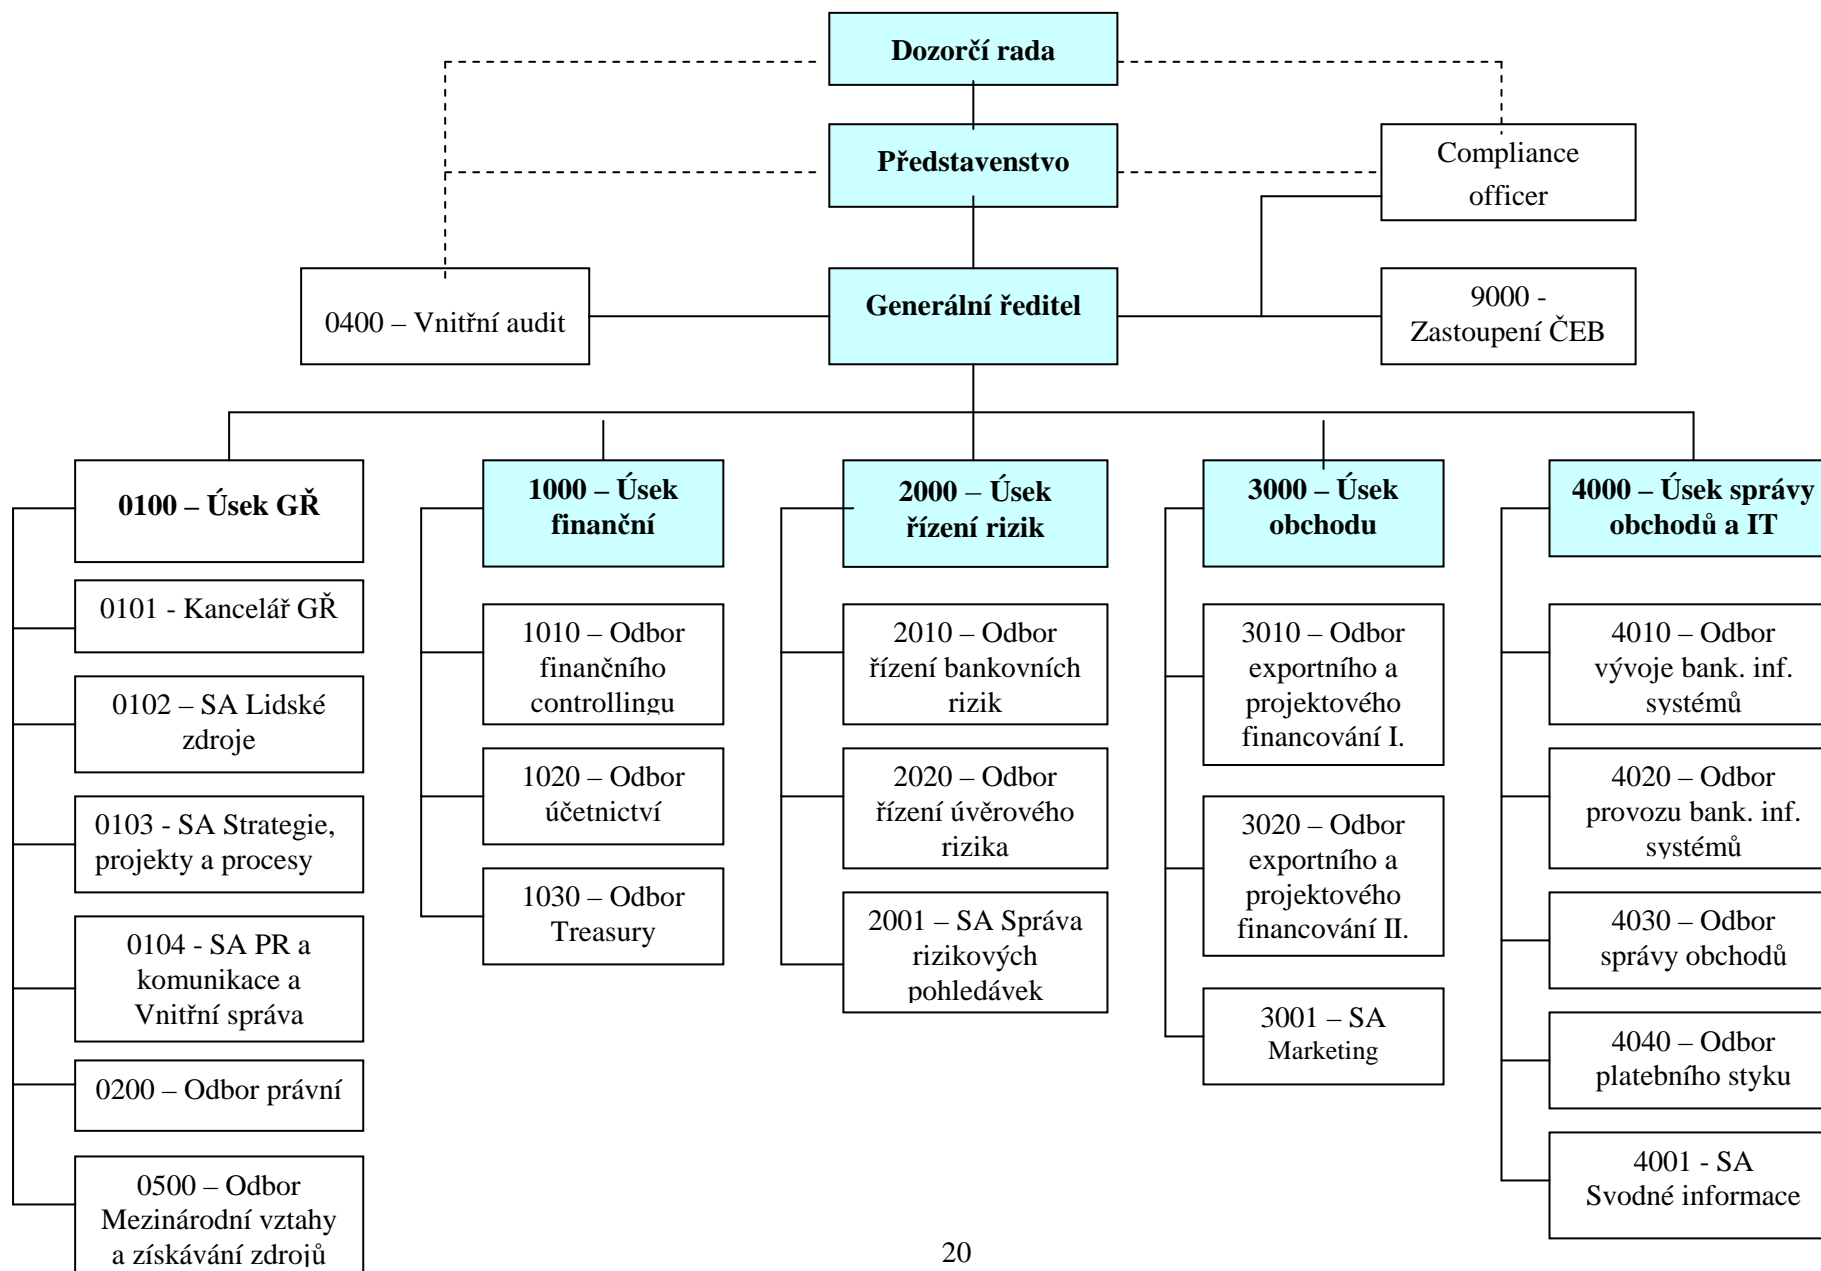 Dozorčí rada
Představenstvo
Compliance
officer
0400 – Vnitřní audit
Generální ředitel
9000 -
Zastoupení ČEB
0100 – Úsek GŘ
0101 - Kancelář GŘ
0102 – SA Lidské
zdroje
0103 - SA Strategie,
projekty a procesy
0104 - SA PR a
komunikace a
Vnitřní správa
0200 – Odbor právní
0500 – Odbor
Mezinárodní vztahy
a získávání zdrojů
1000 – Úsek
finanční
1010 – Odbor
finančního
controllingu
1020 – Odbor
účetnictví
1030 – Odbor
Treasury
2000 – Úsek
řízení rizik
2010 – Odbor
řízení bankovních
rizik
2020 – Odbor
řízení úvěrového
rizika
2001 – SA Správa
rizikových
pohledávek
3000 – Úsek
obchodu
3010 – Odbor
exportního a
projektového
financování I.
3020 – Odbor
exportního a
projektového
financování II.
3001 – SA
Marketing
4000 – Úsek správy
obchodů a IT
4010 – Odbor
vývoje bank. inf.
systémů
4020 – Odbor
provozu bank. inf.
systémů
4030 – Odbor
správy obchodů
4040 – Odbor
platebního styku
4001 - SA
Svodné informace
20